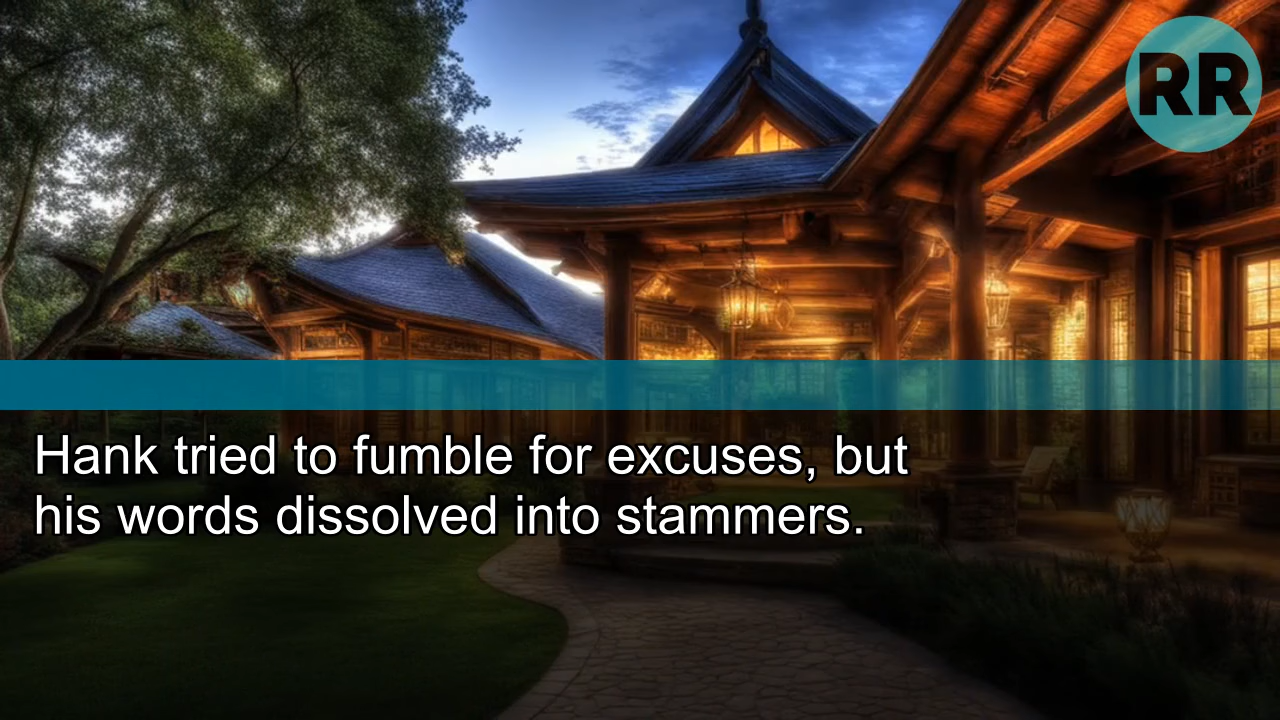 RR
Hank tried to fumble for excuses, but
his words dissolved into stammers.